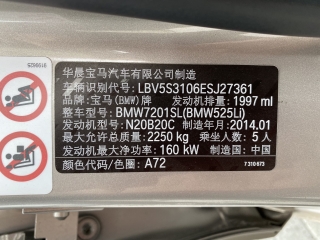 华晨宝马汽车有限公司制造
车辆识别代号：LBV5S3106ESJ27361
品牌：宝马(BMW)牌 发动机排量：1997 ml
整车型号：BMW7201SL(BMW525Li)
发动机型号：N20B20C 制造年月：2014.01
最大允许总质量：2250 kg 乘坐人数：5 人
发动机最大净功率：160 kW 制造国：中国
颜色代码/色圈：A72
7 310 673